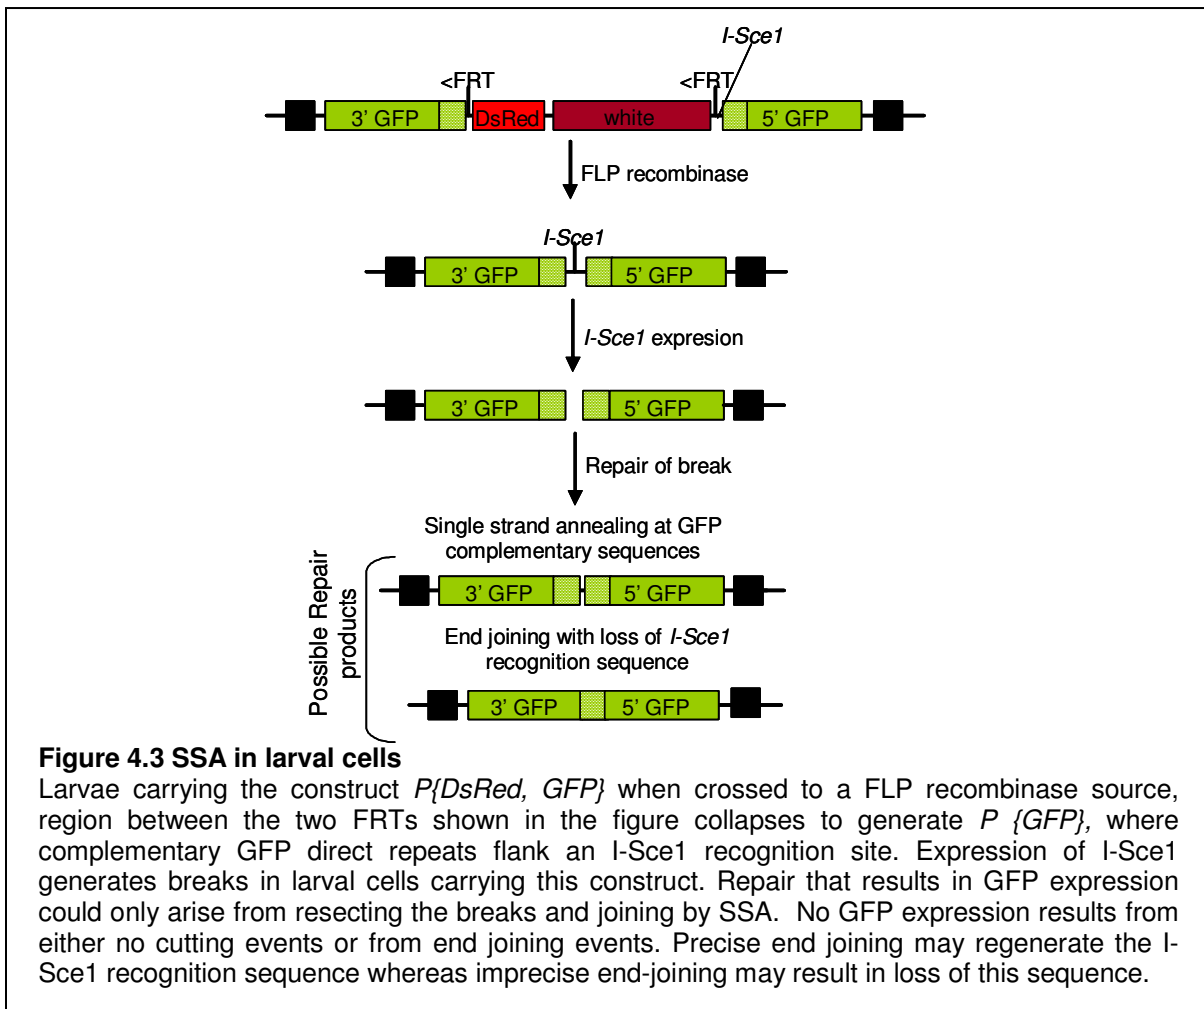 I-Sce1
<FRT <FRT
3’ GFP DsRed white 5’ GFP
FLP recombinase
I-Sce1
3’ GFP 5’ GFP
I-Sce1 expresion
3’ GFP 5’ GFP
Repair of break
Single strand annealing at GFP
complementary sequences
Possible Repair
products
3’ GFP 5’ GFP
End joining with loss of I-Sce1
recognition sequence
3’ GFP 5’ GFP
Figure 4.3 SSA in larval cells
Larvae carrying the construct P{DsRed, GFP} when crossed to a FLP recombinase source,
region between the two FRTs shown in the figure collapses to generate P {GFP}, where
complementary GFP direct repeats flank an I-Sce1 recognition site. Expression of I-Sce1
generates breaks in larval cells carrying this construct. Repair that results in GFP expression
could only arise from resecting the breaks and joining by SSA. No GFP expression results from
either no cutting events or from end joining events. Precise end joining may regenerate the I-
Sce1 recognition sequence whereas imprecise end-joining may result in loss of this sequence.